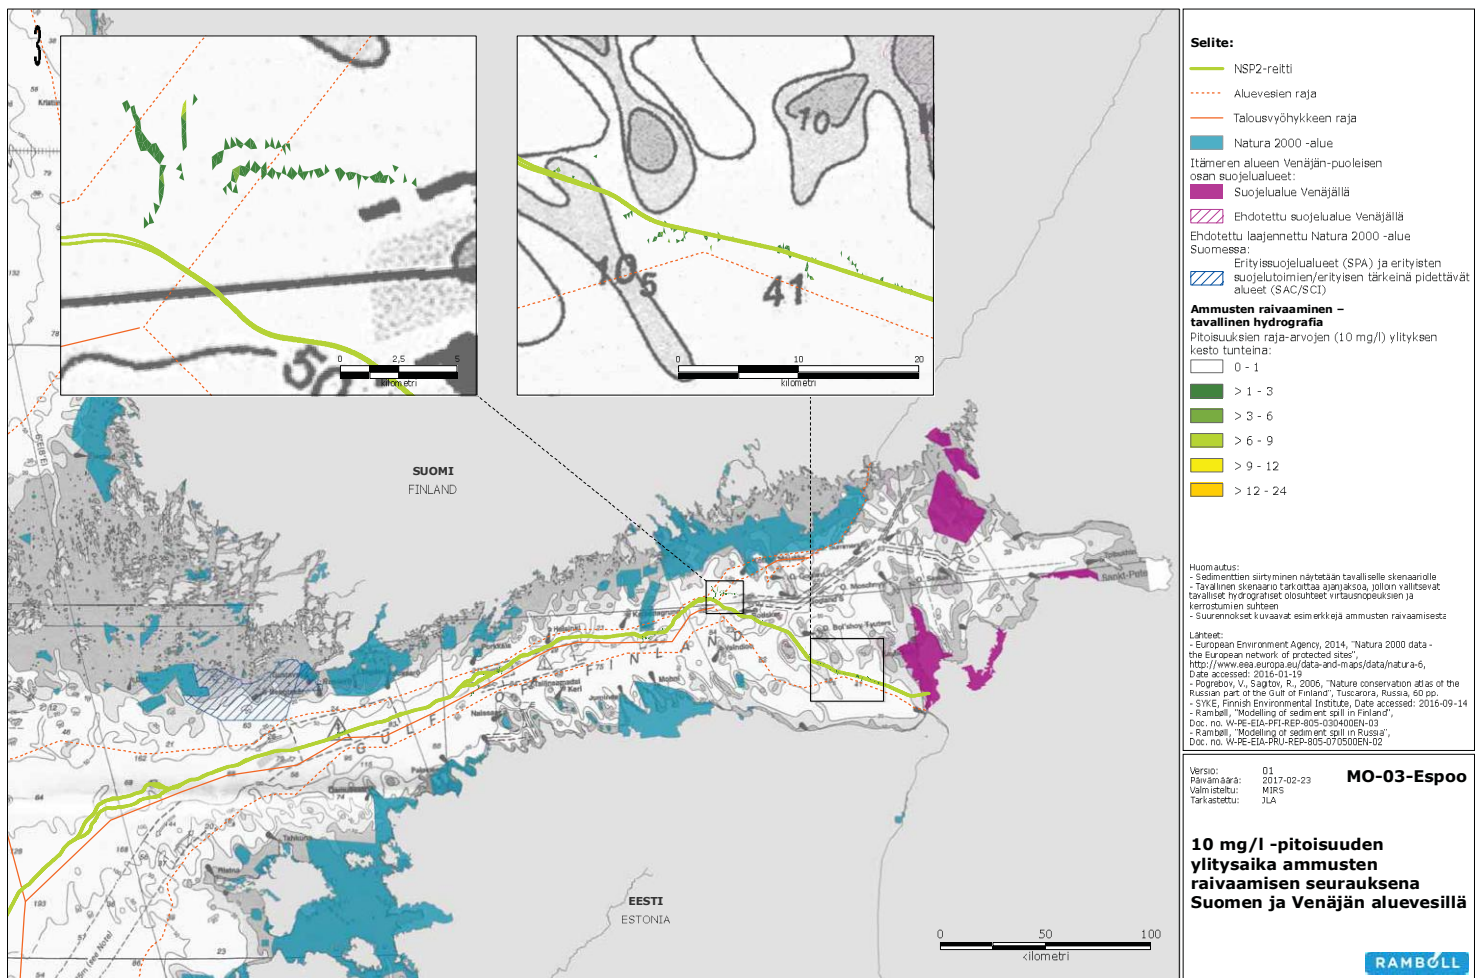 3
50
10
10
5
41
0 2,5 5
kilometri
0 10 20
kilometri
SUOMI
FINLAND
EESTI
ESTONIA
0 50 100
kilometri
Selite:
NSP2-reitti
Aluevesien raja
Talousvyöhykkeen raja
Natura 2000 -alue
Itämeren alueen Venäjän-puoleisen
osan suojelualueet:
Suojelualue Venäjällä
Ehdotettu suojelualue Venäjällä
Ehdotettu laajennettu Natura 2000 -alue
Suomessa:
Erityissuojelualueet (SPA) ja erityisten
suojelutoimien/erityisen tärkeinä pidettävät
alueet (SAC/SCI)
Ammusten raivaaminen –
tavallinen hydrografia
Pitoisuuksien raja-arvojen (10 mg/l) ylityksen
kesto tunteina:
0 - 1
> 1 - 3
> 3 - 6
> 6 - 9
> 9 - 12
> 12 - 24
Huomautus:
- Sedimenttien siirtyminen näytetään tavalliselle skenaariolle
- Tavallinen skenaario tarkoittaa ajanjaksoa, jolloin vallitsevat
tavalliset hydrografiset olosuhteet virtausnopeuksien ja
kerrostumien suhteen
- Suurennokset kuvaavat esimerkkejä ammusten raivaamisesta
Lähteet:
- European Environment Agency, 2014, "Natura 2000 data -
the European network of protected sites",
http://www.eea.europa.eu/data-and-maps/data/natura-6,
Date accessed: 2016-01-19
- Pogrebov, V., Sagitov, R., 2006, "Nature conservation atlas of the
Russian part of the Gulf of Finland", Tuscarora, Russia, 60 pp.
- SYKE, Finnish Environmental Institute, Date accessed: 2016-09-14
- Rambøll, "Modelling of sediment spill in Finland",
Doc. no. W-PE-EIA-PFI-REP-805-030400EN-03
- Rambøll, "Modelling of sediment spill in Russia",
Doc. no. W-PE-EIA-PRU-REP-805-070500EN-02
Versio: 01
Päivämäärä: 2017-02-23
Valmisteltu: MIRS
Tarkastettu: JLA
MO-03-Espoo
10 mg/l -pitoisuuden
ylitysaika ammusten
raivaamisen seurauksena
Suomen ja Venäjän aluevesillä
RAMBOLL